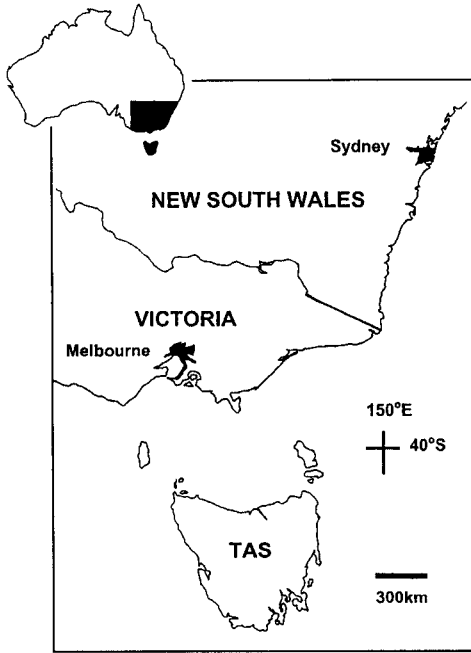 Sydney
NEW SOUTH WALES
VICTORIA
Melbourne
150°E
40°S
TAS
300km